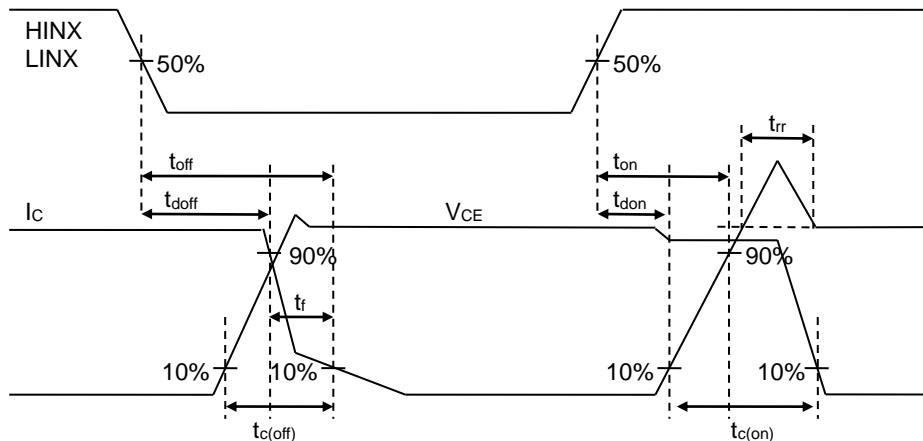 HINX
LINX
50%
50%
trr
toff
ton
tdoff
tdon
IC
VCE
90%
90%
tf
10%
10%
10%
10%
tc(off)
tc(on)